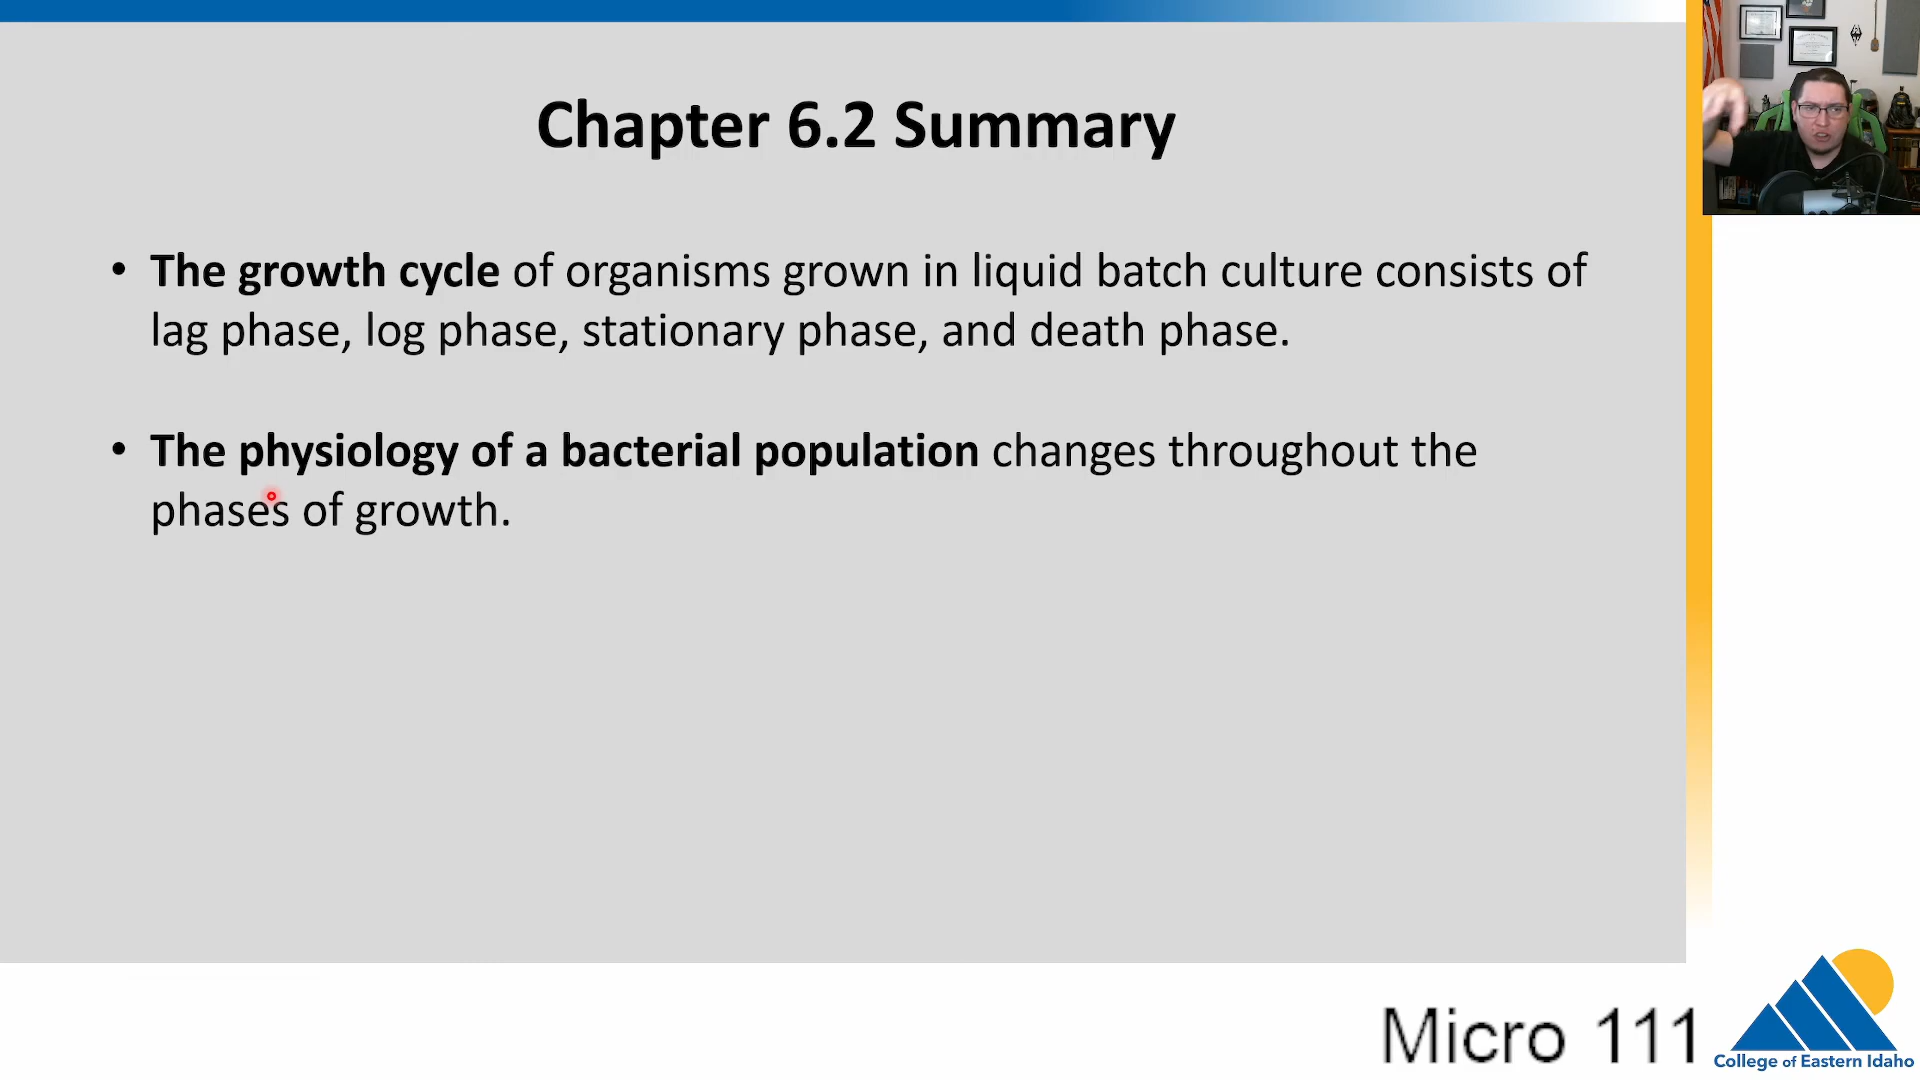 Chapter 6.2 Summary
• The growth cycle of organisms grown in liquid batch culture consists of
lag phase, log phase, stationary phase, and death phase.
• The physiology of a bacterial population changes throughout the
phases of growth.
Micro 111
College of Eastern Idaho